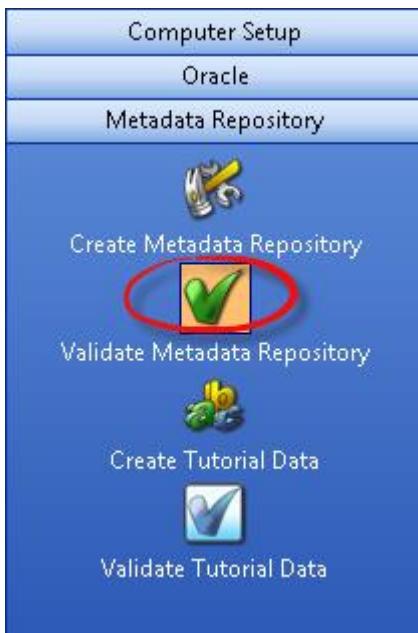 Computer Setup
Oracle
Metadata Repository
Create Metadata Repository
Validate Metadata Repository
Create Tutorial Data
Validate Tutorial Data